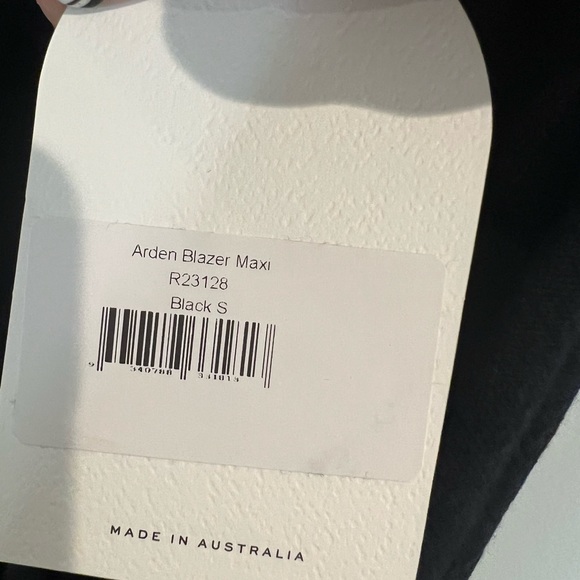 Arden Blazer Maxi
R23128
Black S
MADE IN AUSTRALIA